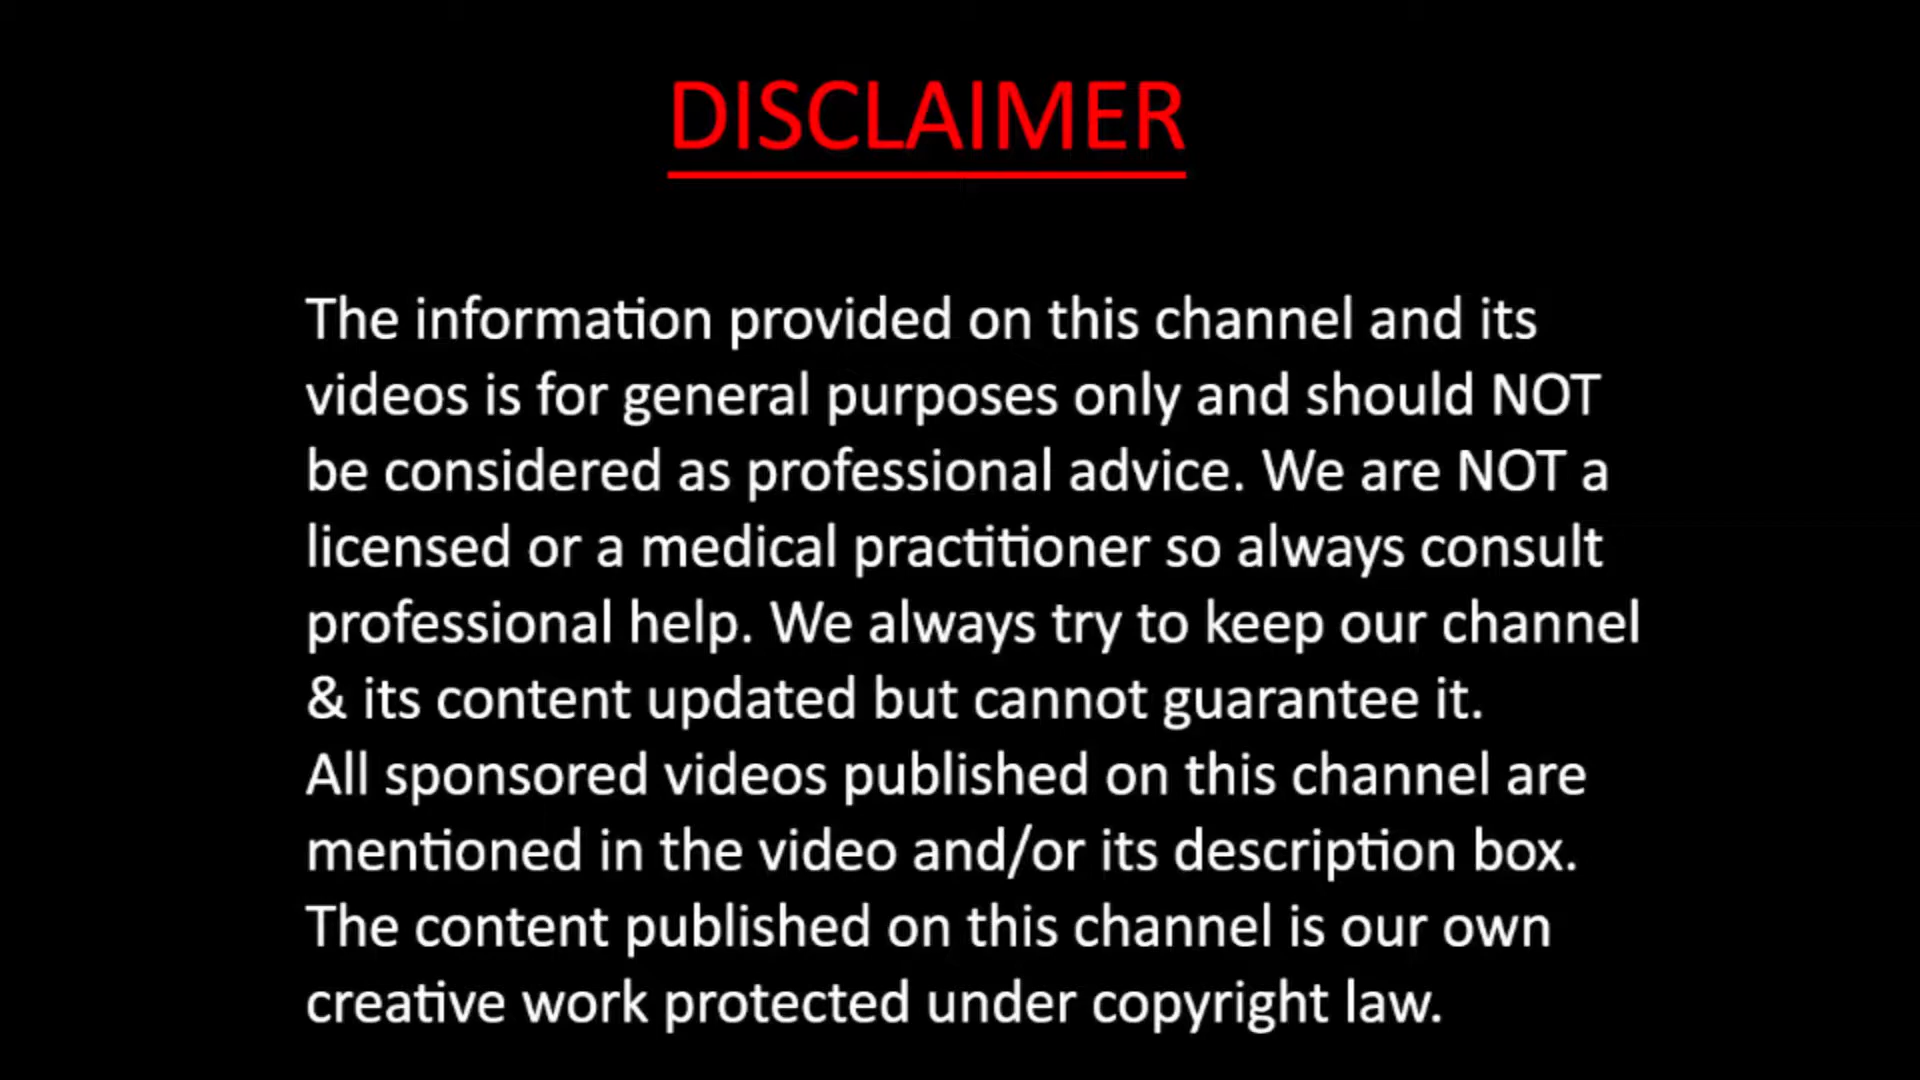 DISCLAIMER
The information provided on this channel and its
videos is for general purposes only and should NOT
be considered as professional advice. We are NOT a
licensed or a medical practitioner so always consult
professional help. We always try to keep our channel
& its content updated but cannot guarantee it.
All sponsored videos published on this channel are
mentioned in the video and/or its description box.
The content published on this channel is our own
creative work protected under copyright law.